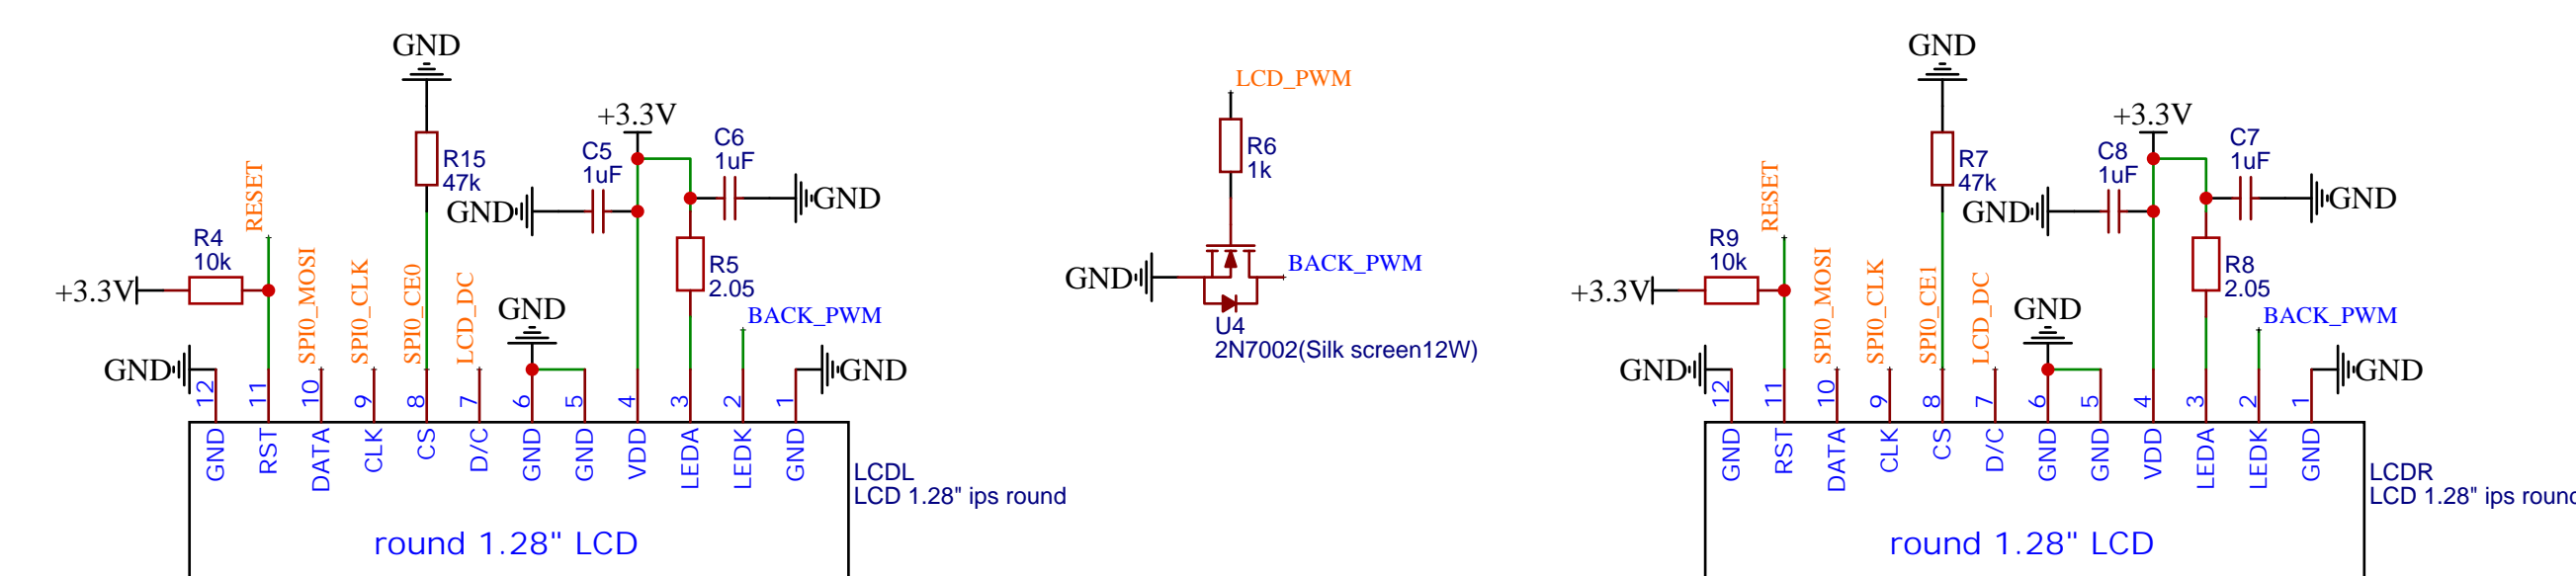 GND
+3.3V
R15
47k
C5
1uF
C6
1uF
GND
GND
RESET
R4
10k
+3.3V
SPI0_MOSI
SPI0_CLK
SPI0_CE0
LCD_DC
GND
R5
2.05
BACK_PWM
GND
GND
12
11
10
9
8
7
6
5
4
3
2
1
GND
RST
DATA
CLK
CS
D/C
GND
GND
VDD
LEDA
LEDK
GND
LCDL
LCD 1.28" ips round
round 1.28" LCD
LCD_PWM
R6
1k
GND
BACK_PWM
U4
2N7002(Silk screen12W)
GND
+3.3V
R7
47k
C8
1uF
C7
1uF
GND
GND
RESET
R9
10k
+3.3V
SPI0_MOSI
SPI0_CLK
SPI0_CE1
LCD_DC
GND
R8
2.05
BACK_PWM
GND
GND
12
11
10
9
8
7
6
5
4
3
2
1
GND
RST
DATA
CLK
CS
D/C
GND
GND
VDD
LEDA
LEDK
GND
LCDR
LCD 1.28" ips round
round 1.28" LCD